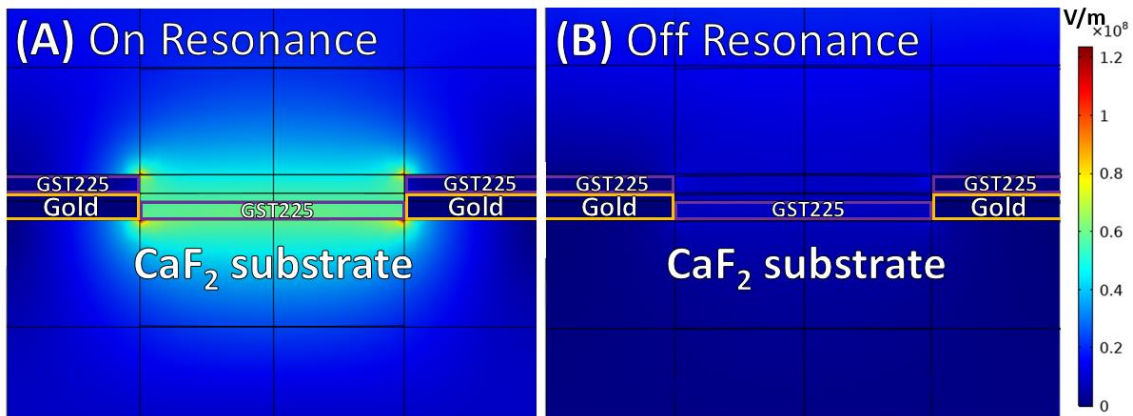 (A) On Resonance
(B) Off Resonance
V/m
×10⁸
1.2
1
0.8
0.6
0.4
0.2
0
GST225
GST225
Gold
GST225
Gold
CaF₂ substrate
GST225
GST225
Gold
GST225
Gold
CaF₂ substrate